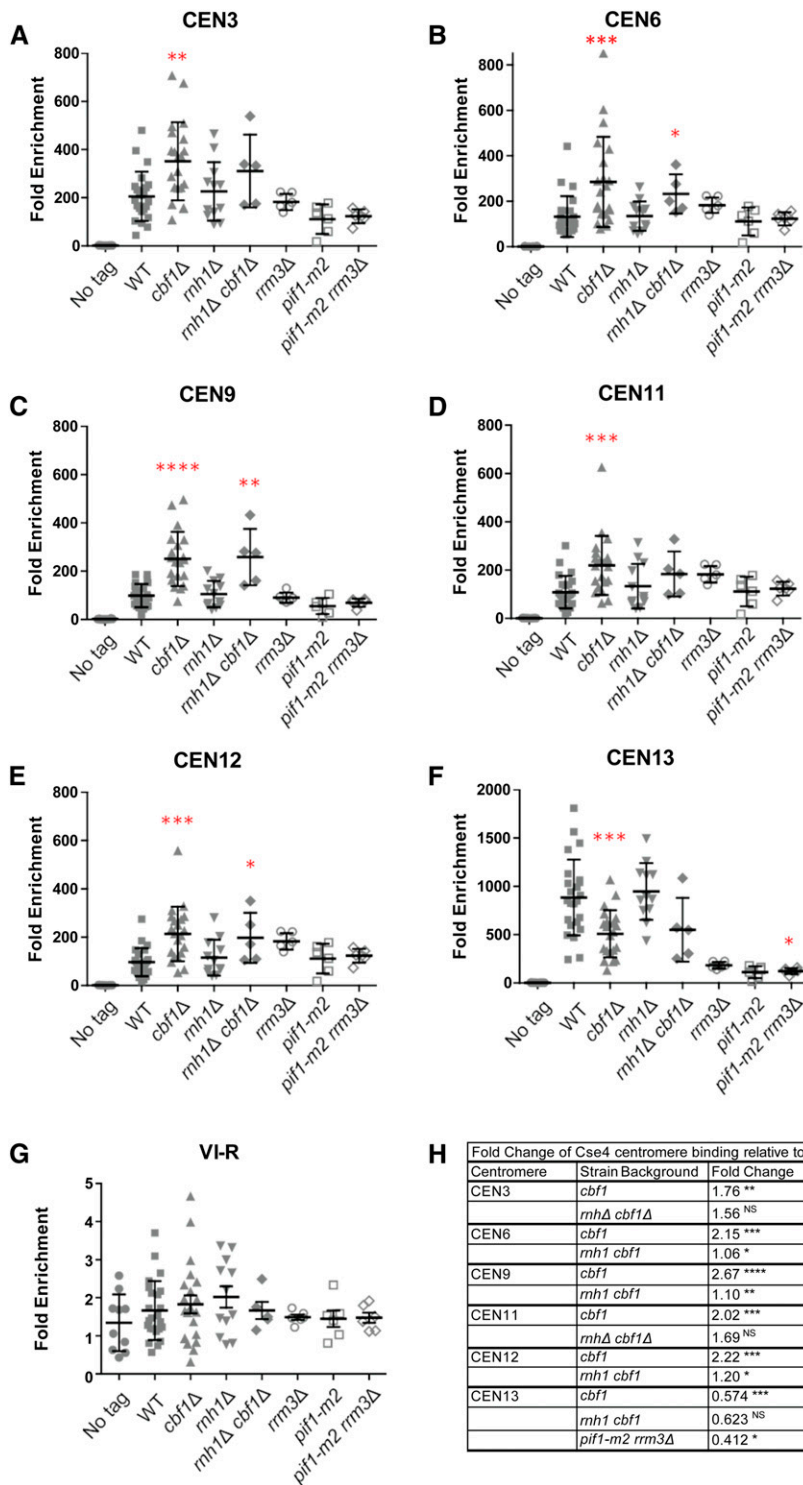 A
CEN3
**
Fold Enrichment
800
600
400
200
0
No tag
WT
cbf1Δ
rnh1Δ
rnh1Δ cbf1Δ
rrm3Δ
pif1-m2
pif1-m2 rrm3Δ
B
CEN6
***
*
Fold Enrichment
800
600
400
200
0
No tag
WT
cbf1Δ
rnh1Δ
rnh1Δ cbf1Δ
rrm3Δ
pif1-m2
pif1-m2 rrm3Δ
C
CEN9
****
**
Fold Enrichment
800
600
400
200
0
No tag
WT
cbf1Δ
rnh1Δ
rnh1Δ cbf1Δ
rrm3Δ
pif1-m2
pif1-m2 rrm3Δ
D
CEN11
***
Fold Enrichment
800
600
400
200
0
No tag
WT
cbf1Δ
rnh1Δ
rnh1Δ cbf1Δ
rrm3Δ
pif1-m2
pif1-m2 rrm3Δ
E
CEN12
***
*
Fold Enrichment
800
600
400
200
0
No tag
WT
cbf1Δ
rnh1Δ
rnh1Δ cbf1Δ
rrm3Δ
pif1-m2
pif1-m2 rrm3Δ
F
CEN13
***
*
Fold Enrichment
2000
1500
1000
500
0
No tag
WT
cbf1Δ
rnh1Δ
rnh1Δ cbf1Δ
rrm3Δ
pif1-m2
pif1-m2 rrm3Δ
G
VI-R
Fold Enrichment
5
4
3
2
1
0
No tag
WT
cbf1Δ
rnh1Δ
rnh1Δ cbf1Δ
rrm3Δ
pif1-m2
pif1-m2 rrm3Δ
H
Fold Change of Cse4 centromere binding relative to
Centromere Strain Background Fold Change
CEN3 cbf1 1.76 **
rnhΔ cbf1Δ 1.56 NS
CEN6 cbf1 2.15 ***
rnh1 cbf1 1.06 *
CEN9 cbf1 2.67 ****
rnh1 cbf1 1.10 **
CEN11 cbf1 2.02 ***
rnhΔ cbf1Δ 1.69 NS
CEN12 cbf1 2.22 ***
rnh1 cbf1 1.20 *
CEN13 cbf1 0.574 ***
rnh1 cbf1 0.623 NS
pif1-m2 rrm3Δ 0.412 *